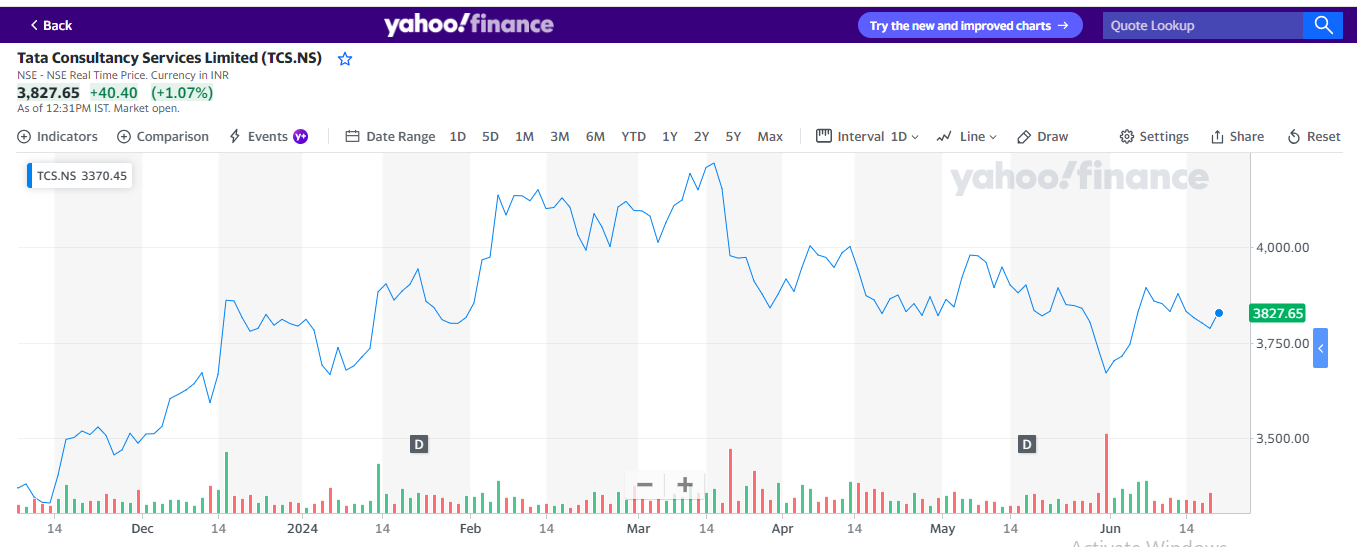 Back
yahoo!finance
Try the new and improved charts →
Quote Lookup
Tata Consultancy Services Limited (TCS.NS)
NSE - NSE Real Time Price. Currency in INR
3,827.65 +40.40 (+1.07%)
As of 12:31PM IST. Market open.
Indicators Comparison Events Y+ Date Range 1D 5D 1M 3M 6M YTD 1Y 2Y 5Y Max Interval 1D Line Draw Settings Share Reset
TCS.NS 3370.45
yahoo!finance
4,000.00
3827.65
3,750.00
3,500.00
D D
14 Dec 14 2024 14 Feb 14 Mar 14 Apr 14 May 14 Jun 14
Activate Windows